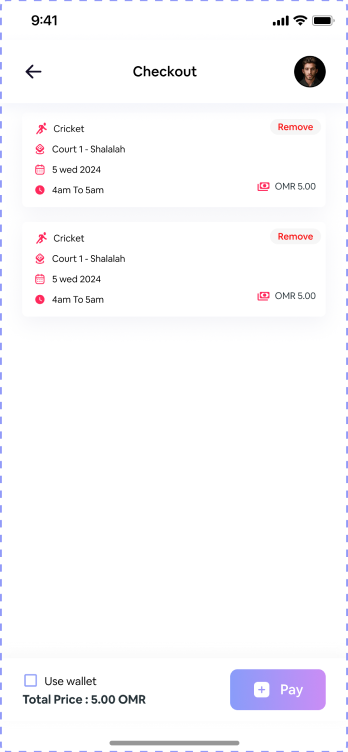 9:41
Checkout
Cricket
Remove
Court 1 - Shalalah
5 wed 2024
4am To 5am
OMR 5.00
Cricket
Remove
Court 1 - Shalalah
5 wed 2024
4am To 5am
OMR 5.00
Use wallet
Total Price : 5.00 OMR
Pay